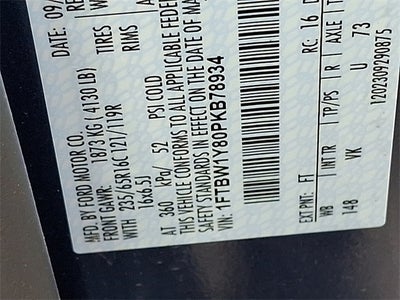 DATE: 09/
MFD. BY FORD MOTOR CO.
FRONT GAWR:
1873 KG (4130 LB)
WITH
TIRES
235/65R16C 121/119R
RIMS
16x6.5J
AT 360 kPa/ 52 PSI COLD
THIS VEHICLE CONFORMS TO ALL APPLICABLE FEDER
SAFETY STANDARDS IN EFFECT ON THE DATE OF MA
VIN: 1FTBW1Y80PKB78934
RC: 16
EXT PNT: FT
WB INT TR TP/PS R AXLE
148 VK U 73
1202309290875